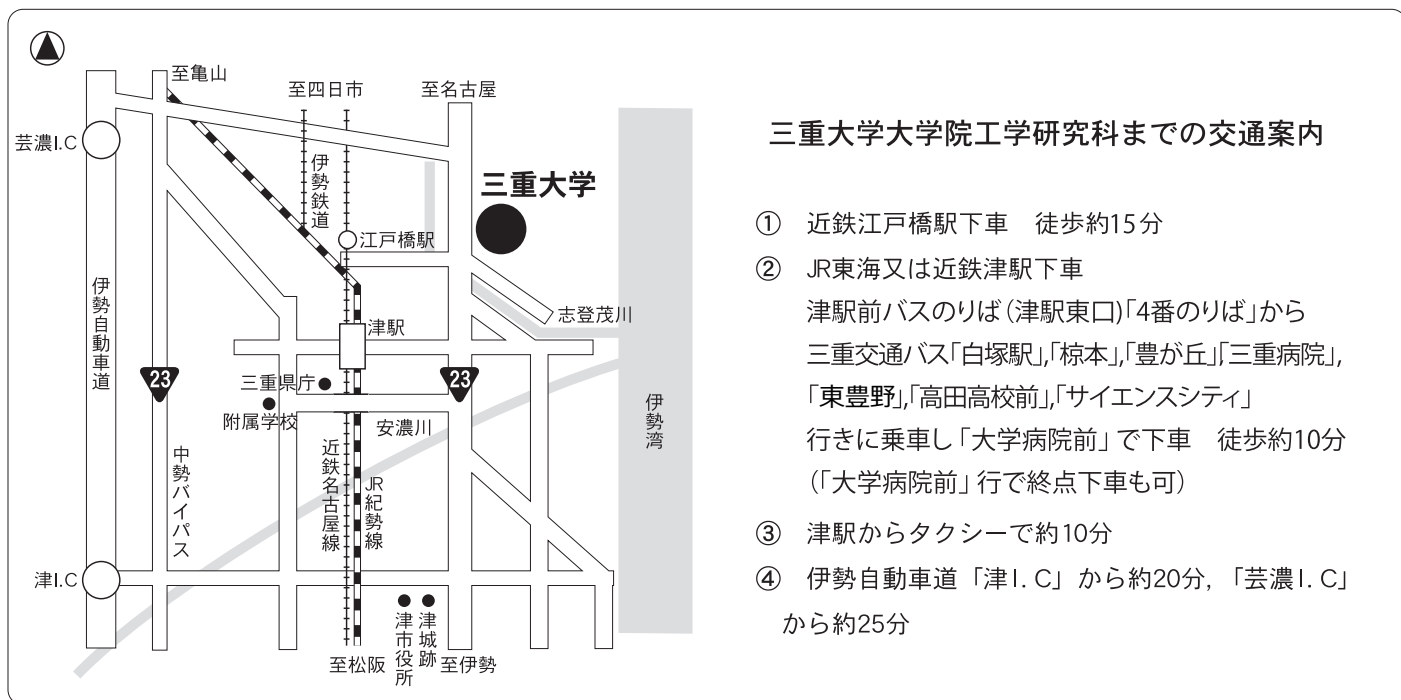 至亀山
至四日市
至名古屋
芸濃I.C
伊勢鉄道
三重大学
江戸橋駅
伊勢自動車道
志登茂川
津駅
23
23
三重県庁
附属学校
安濃川
伊勢湾
中勢バイパス
近鉄名古屋線
JR紀勢線
津I.C
津市役所
津城跡
至松阪
至伊勢
三重大学大学院工学研究科までの交通案内
① 近鉄江戸橋駅下車 徒歩約15分
② JR東海又は近鉄津駅下車
津駅前バスのりば(津駅東口)「4番のりば」から
三重交通バス「白塚駅」,「椋本」,「豊が丘」「三重病院」,
「東豊野」,「高田高校前」,「サイエンスシティ」
行きに乗車し「大学病院前」で下車 徒歩約10分
(「大学病院前」行で終点下車も可)
③ 津駅からタクシーで約10分
④ 伊勢自動車道「津I. C」から約20分,「芸濃I. C」
から約25分